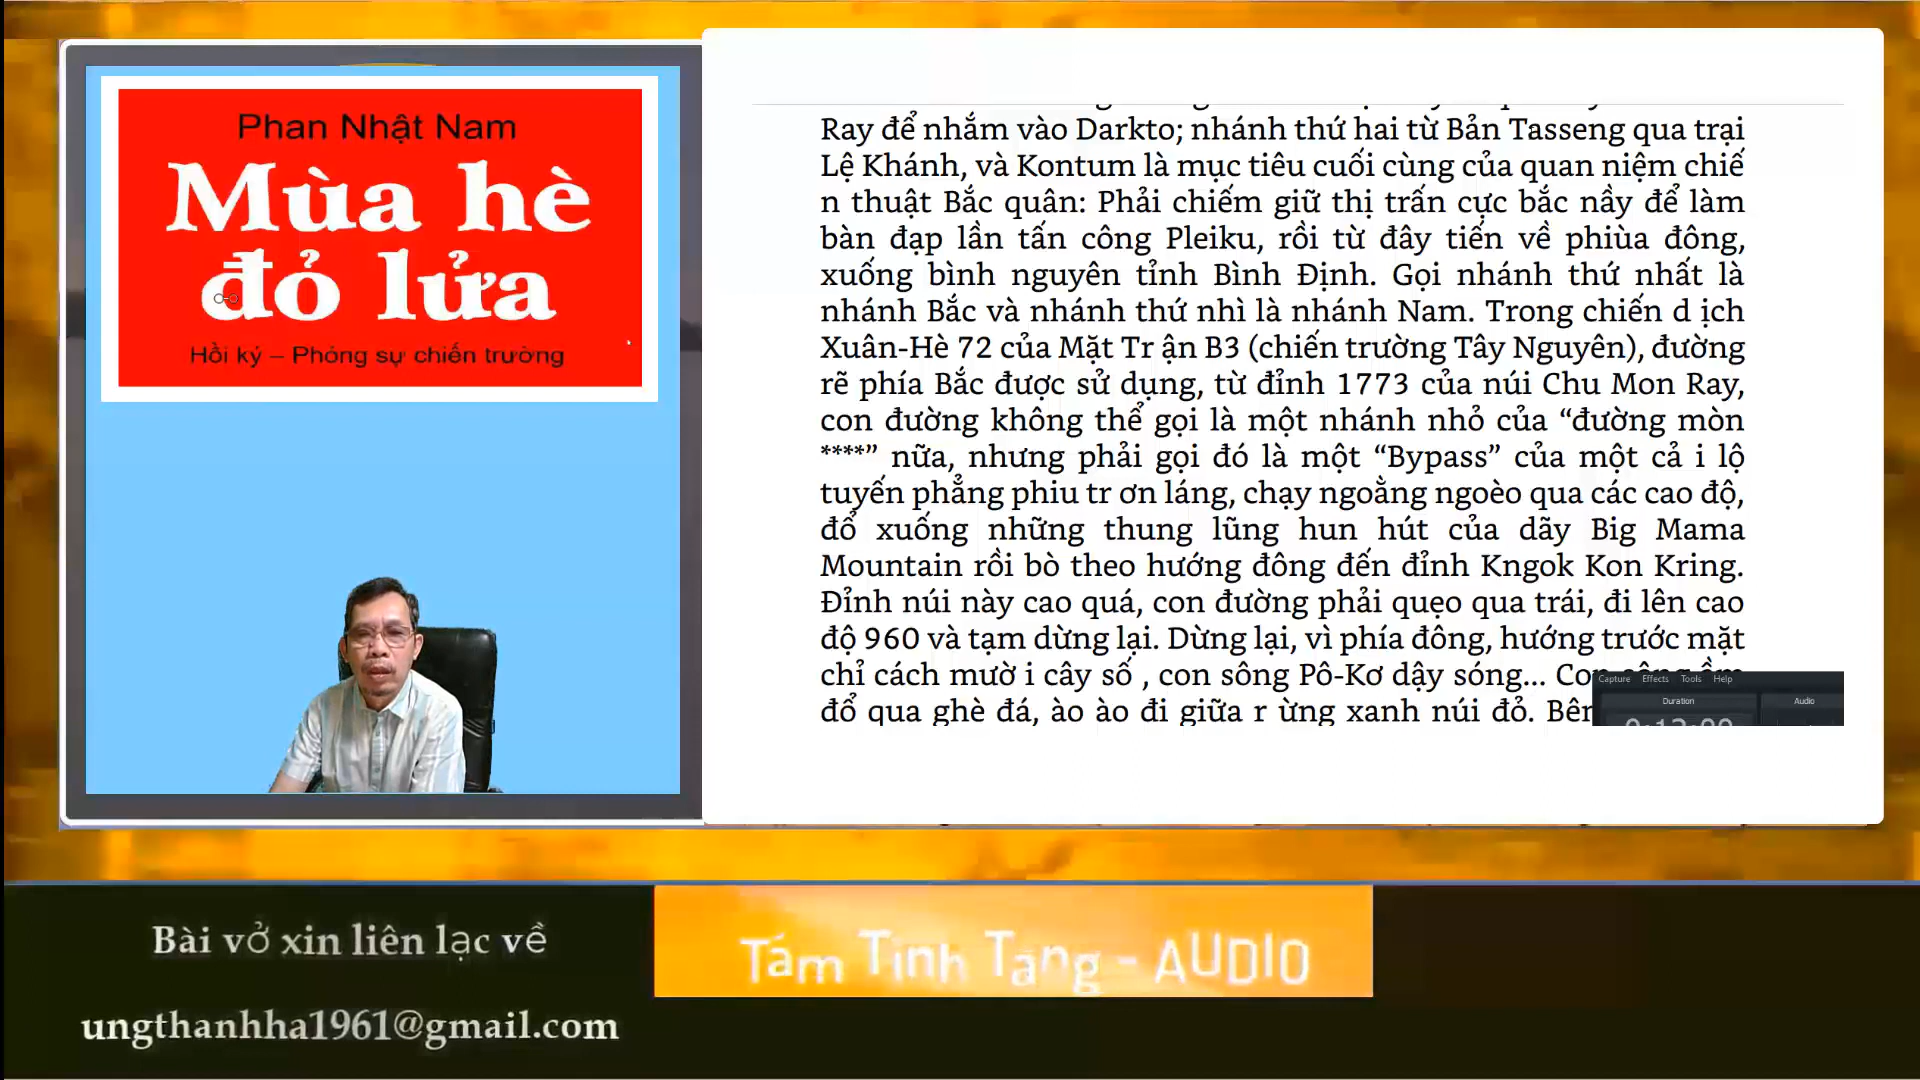 Phan Nhật Nam
Mùa hè
đỏ lửa
Hồi ký – Phóng sự chiến trường
Ray để nhắm vào Darkto; nhánh thứ hai từ Bản Tasseng qua trại
Lệ Khánh, và Kontum là mục tiêu cuối cùng của quan niệm chiế
n thuật Bắc quân: Phải chiếm giữ thị trấn cực bắc nầy để làm
bàn đạp lần tấn công Pleiku, rồi từ đây tiến về phiùa đông,
xuống bình nguyên tỉnh Bình Định. Gọi nhánh thứ nhất là
nhánh Bắc và nhánh thứ nhì là nhánh Nam. Trong chiến d ịch
Xuân-Hè 72 của Mặt Tr ận B3 (chiến trường Tây Nguyên), đường
rẽ phía Bắc được sử dụng, từ đỉnh 1773 của núi Chu Mon Ray,
con đường không thể gọi là một nhánh nhỏ của “đường mòn
****” nữa, nhưng phải gọi đó là một “Bypass” của một cả i lộ
tuyến phẳng phiu tr ơn láng, chạy ngoằng ngoèo qua các cao độ,
đổ xuống những thung lũng hun hút của dãy Big Mama
Mountain rồi bò theo hướng đông đến đỉnh Kngok Kon Kring.
Đỉnh núi này cao quá, con đường phải quẹo qua trái, đi lên cao
độ 960 và tạm dừng lại. Dừng lại, vì phía đông, hướng trước mặt
chỉ cách mườ i cây số , con sông Pô-Kơ dậy sóng... Con sông ầm
đổ qua ghè đá, ào ào đi giữa r ừng xanh núi đỏ. Bên
Capture Effects Tools Help
Duration Audio
Bài vở xin liên lạc về
ungthanhha1961@gmail.com
Tám Tình Tang - AUDIO